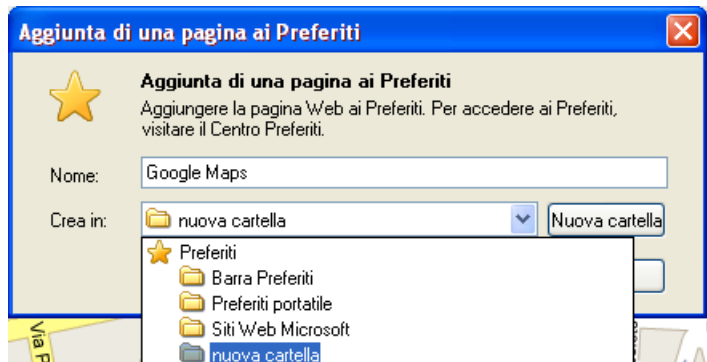 Aggiunta di una pagina ai Preferiti
Aggiunta di una pagina ai Preferiti
Aggiungere la pagina Web ai Preferiti. Per accedere ai Preferiti,
visitare il Centro Preferiti.
Nome: Google Maps
Crea in: nuova cartella Nuova cartella
Preferiti
Barra Preferiti
Preferiti portatile
Siti Web Microsoft
nuova cartella
Via